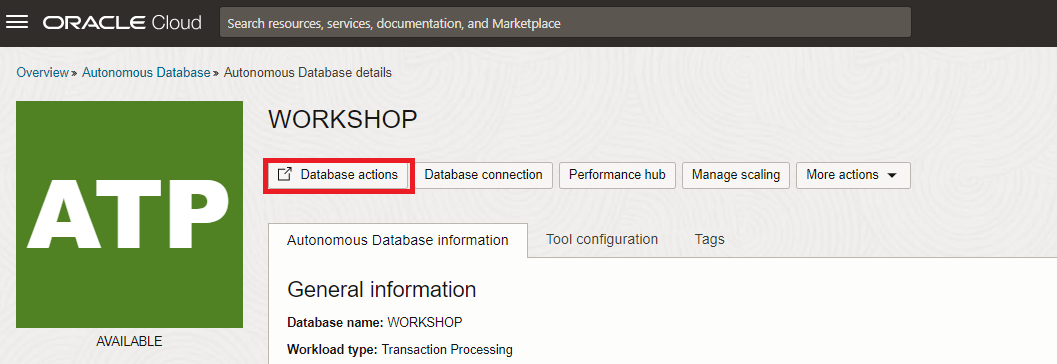 ORACLE Cloud
Search resources, services, documentation, and Marketplace
Overview » Autonomous Database » Autonomous Database details
ATP
AVAILABLE
WORKSHOP
Database actions Database connection Performance hub Manage scaling More actions
Autonomous Database information Tool configuration Tags
General information
Database name: WORKSHOP
Workload type: Transaction Processing